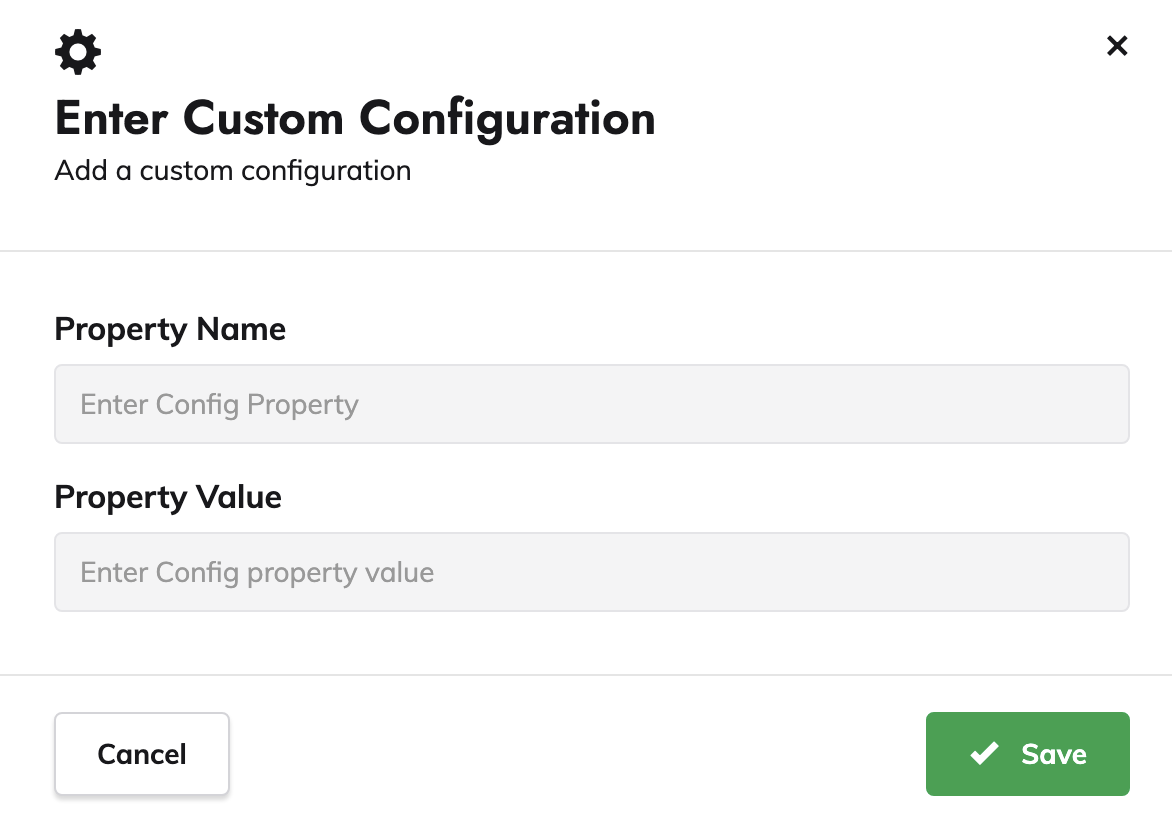 Enter Custom Configuration
Add a custom configuration
Property Name
Enter Config Property
Property Value
Enter Config property value
Cancel
Save